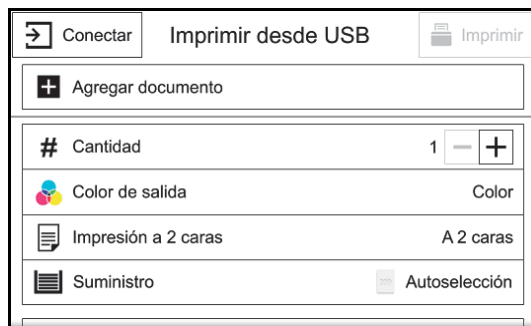 Conectar Imprimir desde USB Imprimir
Agregar documento
# Cantidad 1 — +
Color de salida Color
Impresión a 2 caras A 2 caras
Suministro Autoselección